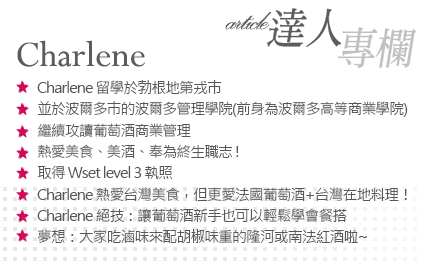 article 達人專欄
Charlene
★ Charlene 留學於勃根地第戎市
★ 並於波爾多市的波爾多管理學院(前身為波爾多高等商業學院)
★ 繼續攻讀葡萄酒商業管理
★ 熱愛美食、美酒、奉為終生職志!
★ 取得 Wset level 3 執照
★ Charlene 熱愛台灣美食，但更愛法國葡萄酒+台灣在地料理！
★ Charlene 絕技：讓葡萄酒新手也可以輕鬆學會餐搭
★ 夢想：大家吃滷味來配胡椒味重的隆河或南法紅酒啦~